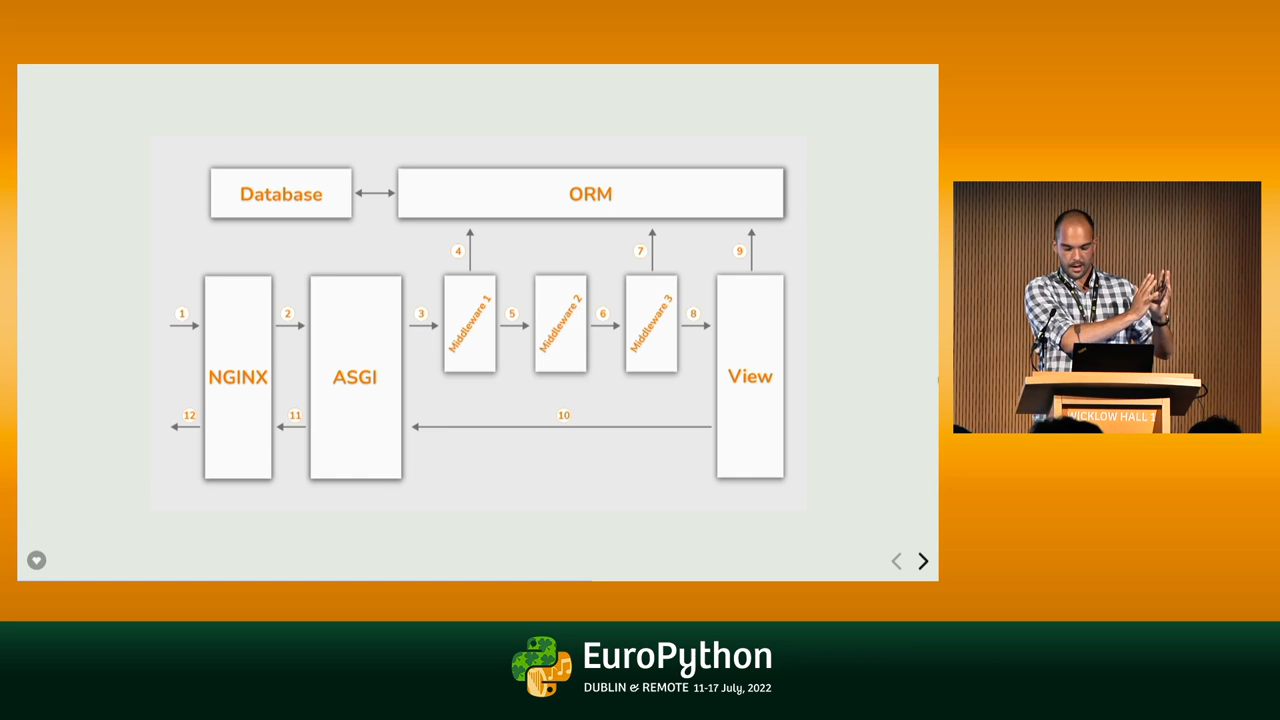 Database
ORM
4
7
9
1
2
3
5
6
8
Middleware 1
Middleware 2
Middleware 3
NGINX
ASGI
View
12
11
10
WICKLOW HALL 1
EuroPython
DUBLIN & REMOTE 11-17 July, 2022